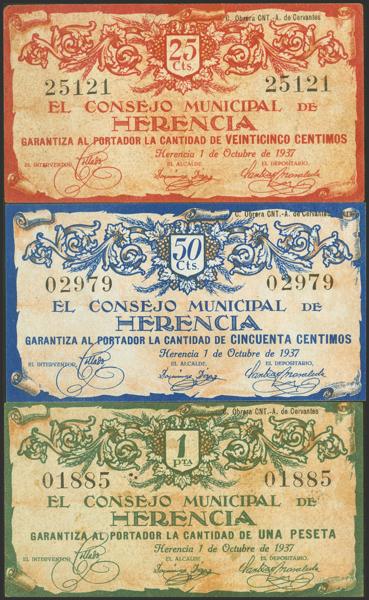 C. Obrera CNT.-A. de Cervantes
25
Cts.
25121 25121
EL CONSEJO MUNICIPAL DE
HERENCIA
GARANTIZA AL PORTADOR LA CANTIDAD DE VEINTICINCO CENTIMOS
Herencia 1 de Octubre de 1937
EL INTERVENTOR, EL ALCALDE, EL DEPOSITARIO,
C. Obrera CNT.-A. de Cervantes
50
Cts.
02979 02979
EL CONSEJO MUNICIPAL DE
HERENCIA
GARANTIZA AL PORTADOR LA CANTIDAD DE CINCUENTA CENTIMOS
Herencia 1 de Octubre de 1937
EL INTERVENTOR, EL ALCALDE, EL DEPOSITARIO,
C. Obrera CNT.-A. de Cervantes
1
PTA
01885 01885
EL CONSEJO MUNICIPAL DE
HERENCIA
GARANTIZA AL PORTADOR LA CANTIDAD DE UNA PESETA
Herencia 1 de Octubre de 1937
EL INTERVENTOR, EL ALCALDE, EL DEPOSITARIO,